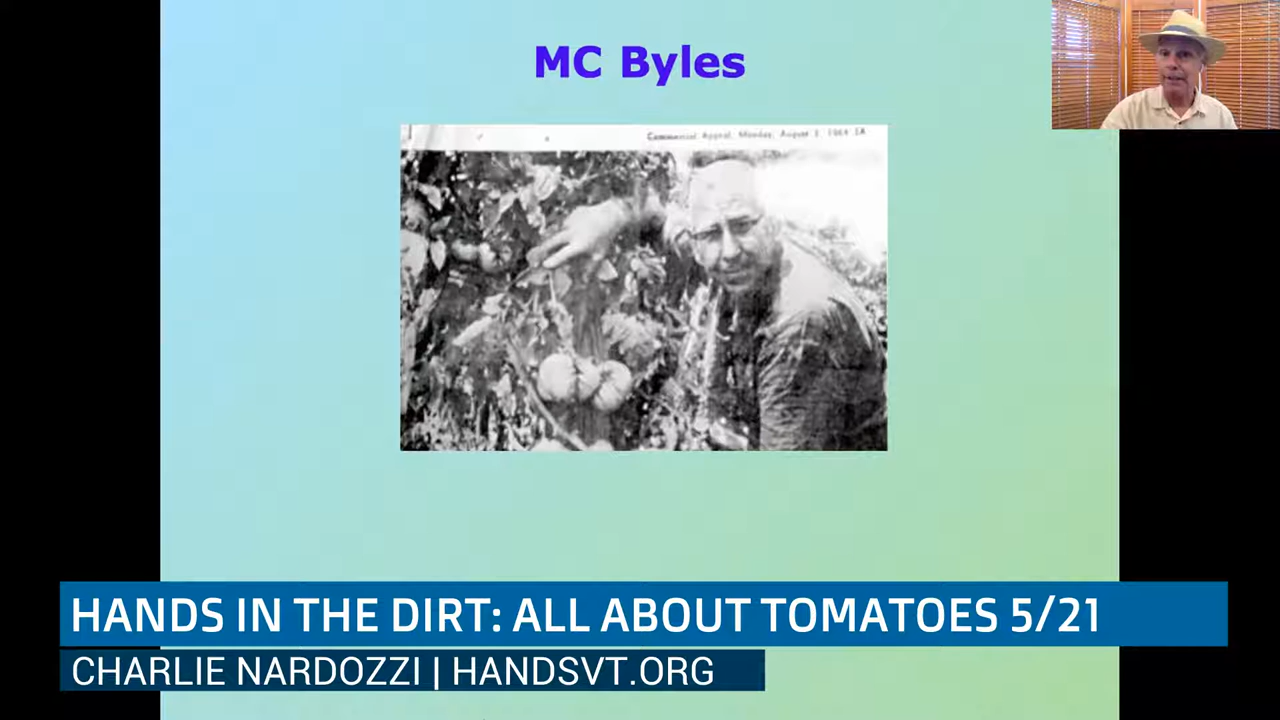 MC Byles
Commercial Appeal, Monday, August 3, 1964 1A
HANDS IN THE DIRT: ALL ABOUT TOMATOES 5/21
CHARLIE NARDOZZI | HANDSVT.ORG